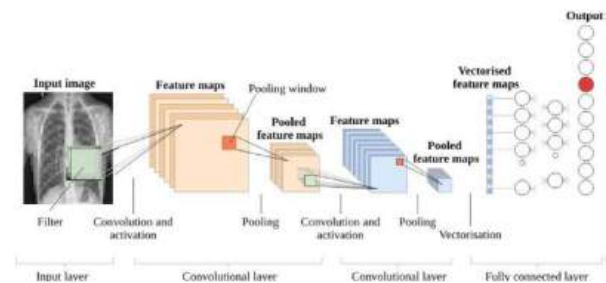 Output
Input image
Feature maps
Pooling window
Vectorised
feature maps
Pooled
feature maps
Feature maps
Pooled
feature maps
Filter
Convolution and
activation
Pooling
Convolution and
activation
Pooling
Vectorisation
Input layer
Convolutional layer
Convolutional layer
Fully connected layer